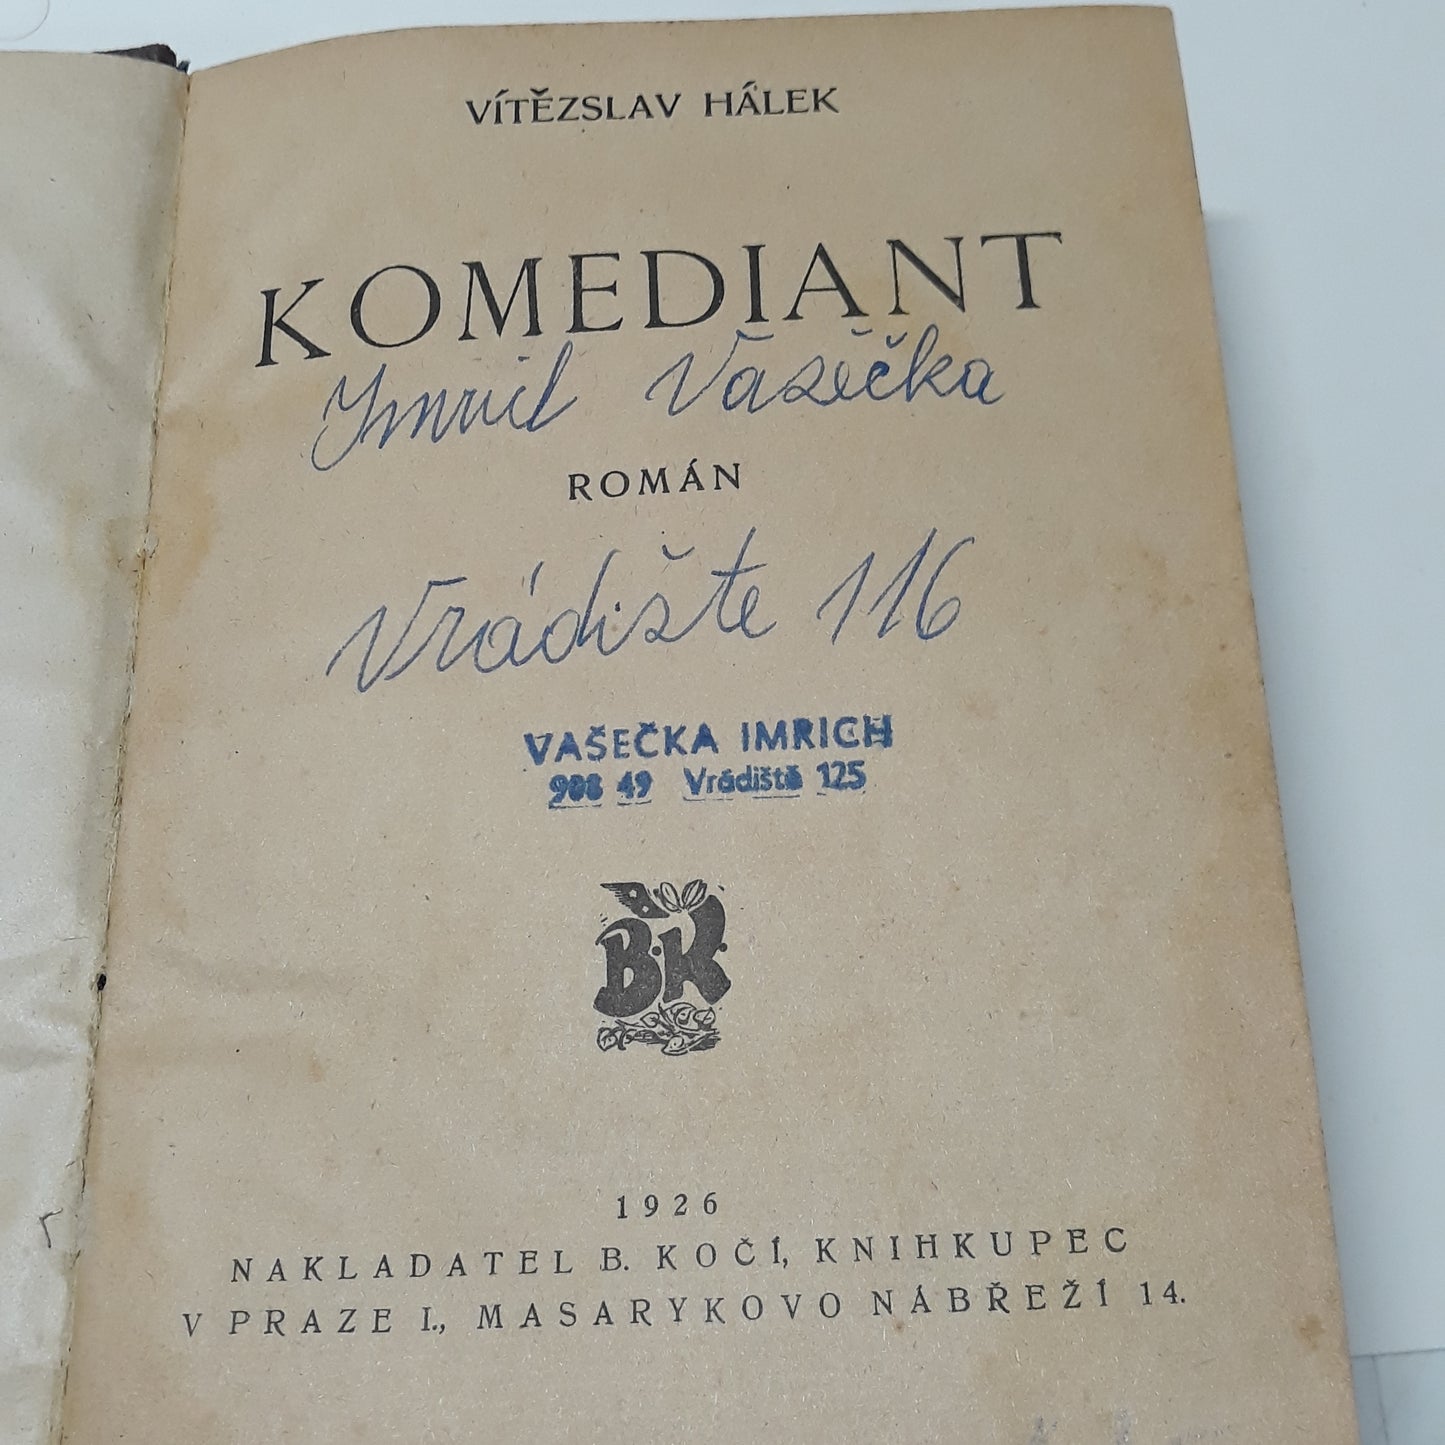 VÍTĚZSLAV HÁLEK
KOMEDIANT
Imrich Vašečka
ROMÁN
Vrádište 116
VAŠEČKA IMRICH
908 49 Vrádiště 125
B.K.
1926
NAKLADATEL B. KOČÍ, KNIHKUPEC
V PRAZE I., MASARYKOVO NÁBŘEŽÍ 14.